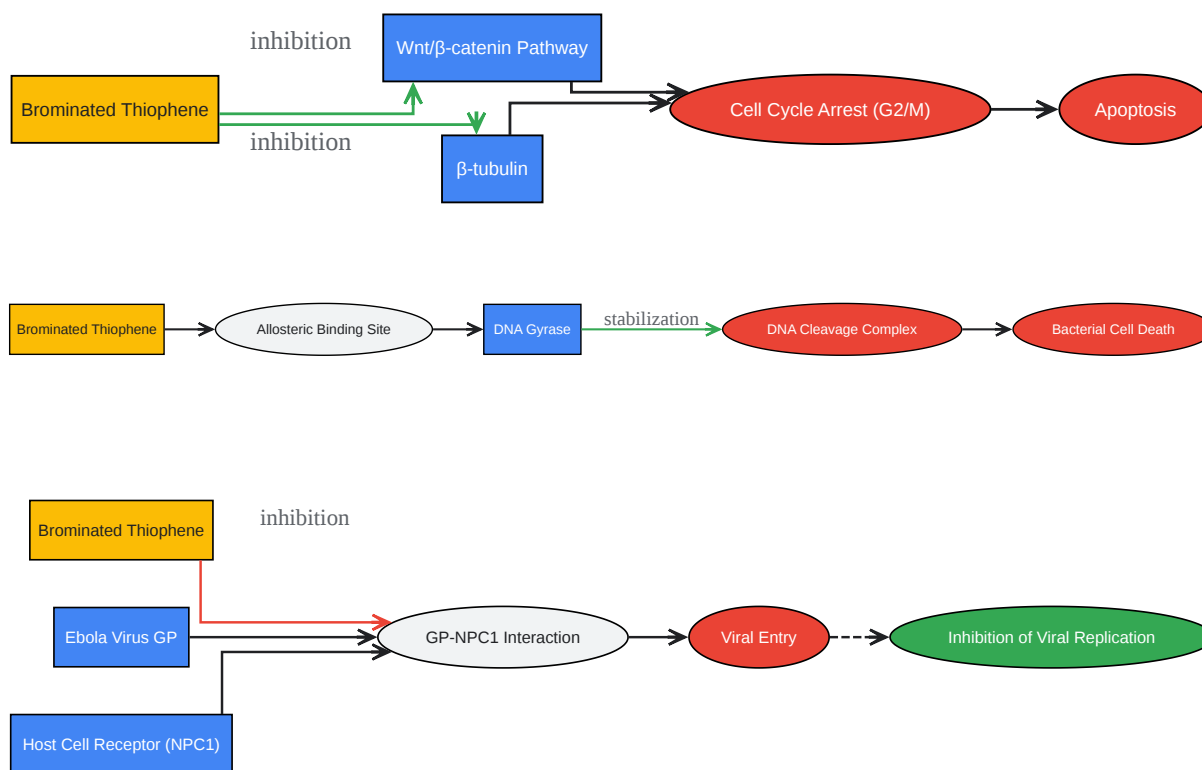 inhibition
Wnt/β-catenin Pathway
Brominated Thiophene
Cell Cycle Arrest (G2/M)
Apoptosis
inhibition
β-tubulin
Brominated Thiophene
Allosteric Binding Site
DNA Gyrase
stabilization
DNA Cleavage Complex
Bacterial Cell Death
Brominated Thiophene
inhibition
Ebola Virus GP
GP-NPC1 Interaction
Viral Entry
Inhibition of Viral Replication
Host Cell Receptor (NPC1)